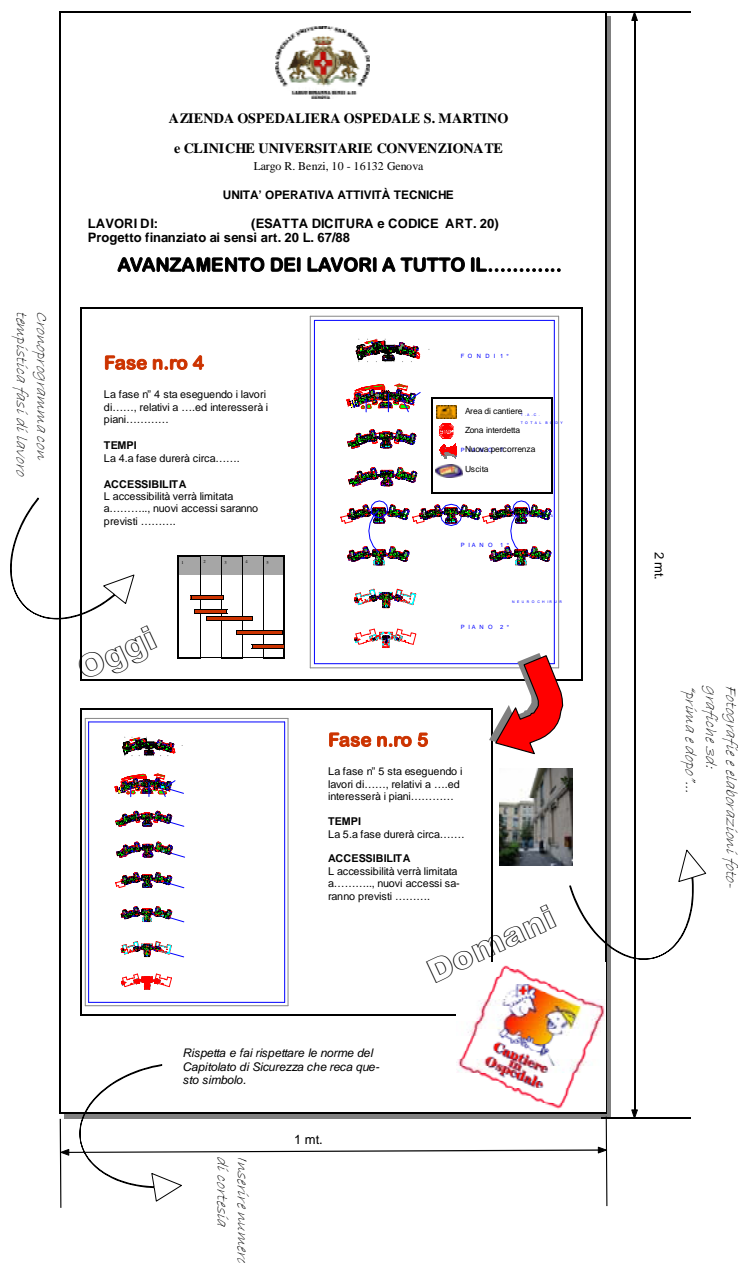 AZIENDA OSPEDALIERA OSPEDALE S. MARTINO
e CLINICHE UNIVERSITARIE CONVENZIONATE
Largo R. Benzi, 10 - 16132 Genova
UNITA’ OPERATIVA ATTIVITÀ TECNICHE
LAVORI DI: (ESATTA DICITURA e CODICE ART. 20)
Progetto finanziato ai sensi art. 20 L. 67/88
AVANZAMENTO DEI LAVORI A TUTTO IL…………
Cronoprogramma con
tempistica fasi di lavoro
Fase n.ro 4
La fase n° 4 sta eseguendo i lavori
di……, relativi a ….ed interesserà i
piani…………
TEMPI
La 4.a fase durerà circa…….
ACCESSIBILITA
L accessibilità verrà limitata
a……….., nuovi accessi saranno
previsti ……….
1 2 3
Oggi
FONDI 1°
Area di cantiere
TOTAL BODY
Zona interdetta
Nuova percorrenza
Uscita
PIANO 1°
NEUROCHIRUR
PIANO 2°
2 mt.
Fotografie e elaborazioni foto-
grafiche 3d:
“prima e dopo”…
Fase n.ro 5
La fase n° 5 sta eseguendo i
lavori di……, relativi a ….ed
interesserà i piani…………
TEMPI
La 5.a fase durerà circa…….
ACCESSIBILITA
L accessibilità verrà limitata
a……….., nuovi accessi sa-
ranno previsti ……….
Domani
Cantiere
in
Ospedale
Rispetta e fai rispettare le norme del
Capitolato di Sicurezza che reca que-
sto simbolo.
1 mt.
Inserire numeri
di cortesia